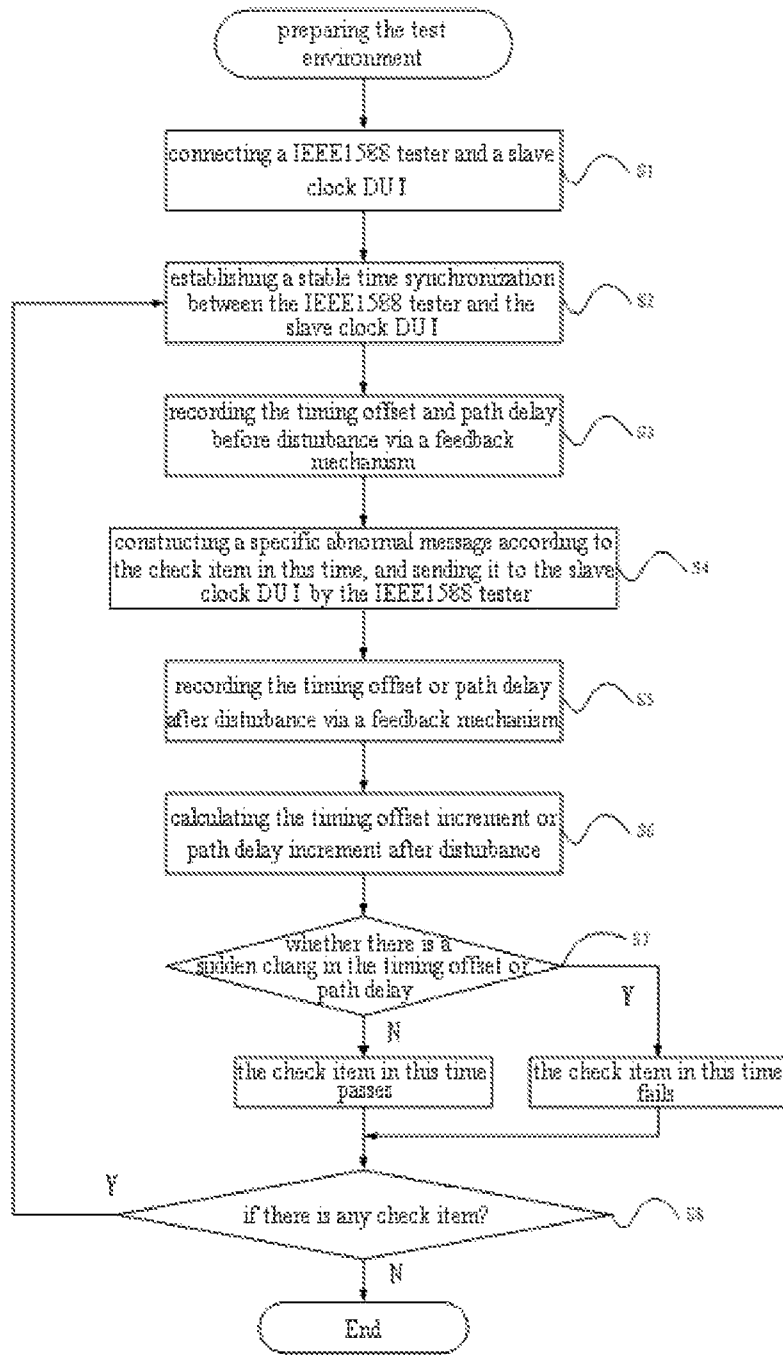 preparing the test
environment
connecting a IEEE1588 tester and a slave
clock DUT
S1
establishing a stable time synchronization
between the IEEE1588 tester and the
slave clock DUT
S2
recording the timing offset and path delay
before disturbance via a feedback
mechanism
S3
constructing a specific abnormal message according to
the check item in this time, and sending it to the slave
clock DUT by the IEEE1588 tester
S4
recording the timing offset or path delay
after disturbance via a feedback mechanism
S5
calculating the timing offset increment or
path delay increment after disturbance
S6
whether there is a
sudden chang in the timing offset or
path delay
S7
Y
N
the check item in this time
passes
the check item in this time
fails
Y
if there is any check item?
S8
N
End